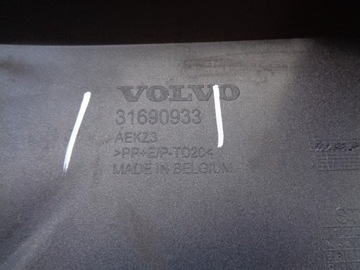 VOLVO
31690933
AEKZ3
>PP+E/P-TD20<
MADE IN BELGIUM